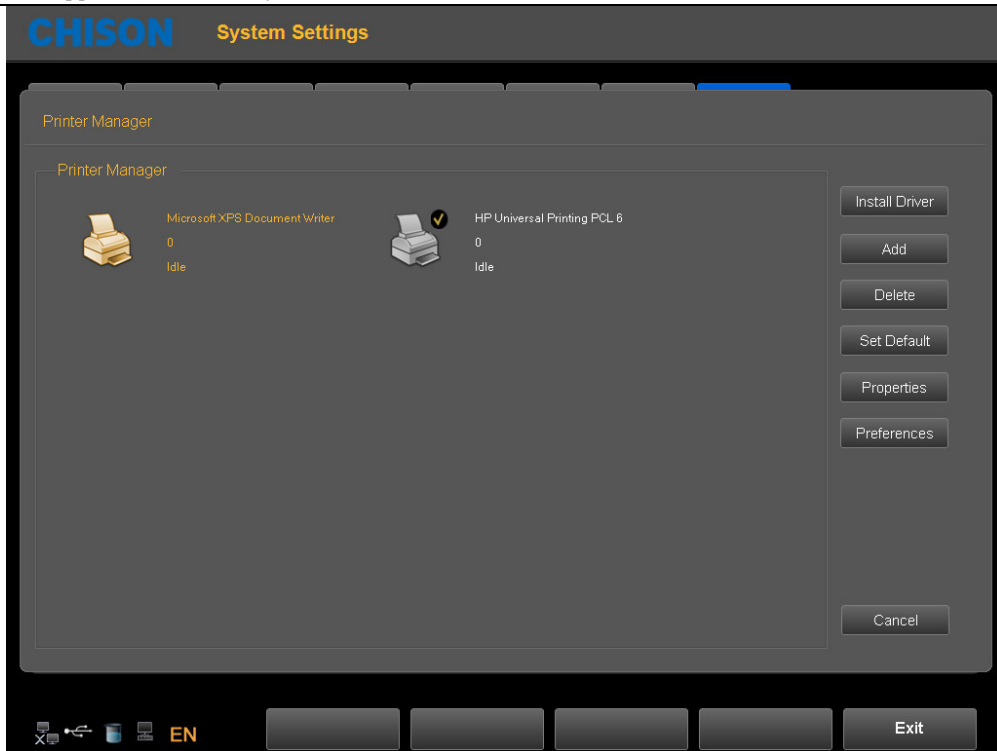 CHISON System Settings
Printer Manager
Printer Manager
Microsoft XPS Document Writer
0
Idle
HP Universal Printing PCL 6
0
Idle
Install Driver
Add
Delete
Set Default
Properties
Preferences
Cancel
EN
Exit